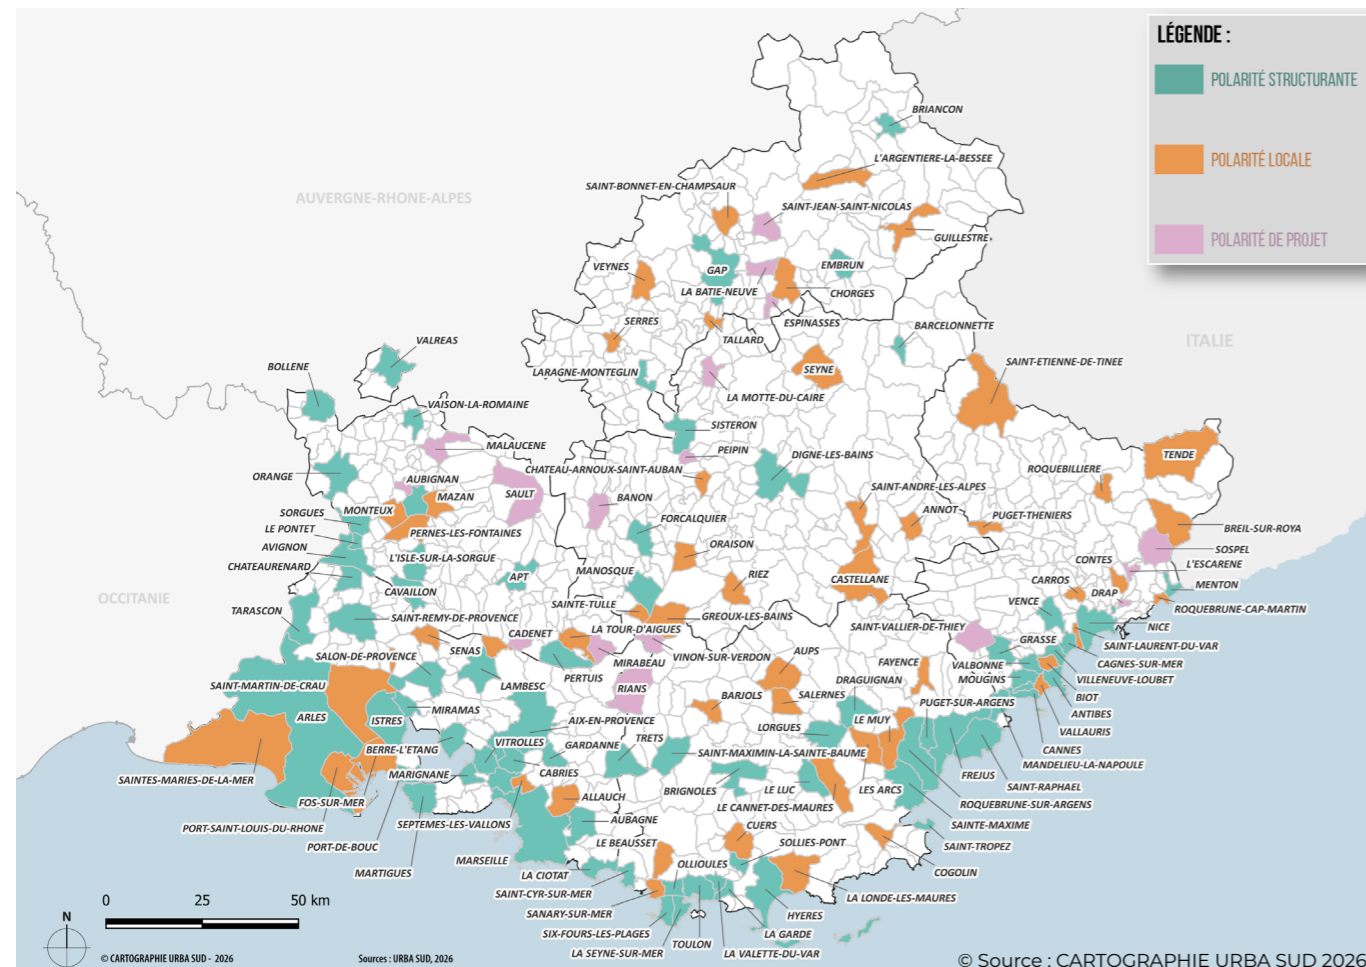 LÉGENDE :
POLARITÉ STRUCTURANTE
POLARITÉ LOCALE
POLARITÉ DE PROJET
AUVERGNE-RHONE-ALPES
ITALIE
OCCITANIE
BRIANCON
L'ARGENTIERE-LA-BESSEE
SAINT-BONNET-EN-CHAMPSAUR
SAINT-JEAN-SAINT-NICOLAS
GUILLESTRE
VEYNES
GAP
EMBRUN
LA BATIE-NEUVE
CHORGES
SERRES
ESPINASSES
TALLARD
BARCELONNETTE
VALREAS
SAINT-ETIENNE-DE-TINEE
BOLLENE
LARAGNE-MONTEGLIN
SEYNE
LA MOTTE-DU-CAIRE
VAISON-LA-ROMAINE
SISTERON
MALAUCENE
PEIPIN
DIGNE-LES-BAINS
TENDE
ORANGE
CHATEAU-ARNOUX-SAINT-AUBAN
ROQUEBILLIERE
AUBIGNAN
SAULT
SAINT-ANDRE-LES-ALPES
MAZAN
BANON
SORGUES
MONTEUX
ANNOT
PUGET-THENIERS
FORCALQUIER
LE PONTET
PERNES-LES-FONTAINES
BREIL-SUR-ROYA
AVIGNON
L'ISLE-SUR-LA-SORGUE
ORAISON
SOSPEL
CHATEAURENARD
APT
MANOSQUE
RIEZ
CASTELLANE
CONTES
L'ESCARENE
CAVAILLON
CARROS
DRAP
MENTON
TARASCON
SAINTE-TULLE
VENCE
ROQUEBRUNE-CAP-MARTIN
SAINT-REMY-DE-PROVENCE
GREOUX-LES-BAINS
CADENET
LA TOUR-D'AIGUES
SAINT-VALLIER-DE-THIEY
NICE
SENAS
GRASSE
SAINT-LAURENT-DU-VAR
SALON-DE-PROVENCE
VINON-SUR-VERDON
AUPS
FAYENCE
VALBONNE
CAGNES-SUR-MER
MIRABEAU
MOUGINS
VILLENEUVE-LOUBET
SAINT-MARTIN-DE-CRAU
LAMBESC
PERTUIS
RIANS
DRAGUIGNAN
BIOT
BARJOLS
SALERNES
PUGET-SUR-ARGENS
ARLES
ISTRES
MIRAMAS
ANTIBES
AIX-EN-PROVENCE
LORGUES
LE MUY
VALLAURIS
VITROLLES
GARDANNE
TRETS
SAINT-MAXIMIN-LA-SAINTE-BAUME
CANNES
BERRE-L'ETANG
MANDELIEU-LA-NAPOULE
SAINTES-MARIES-DE-LA-MER
MARIGNANE
CABRIES
FREJUS
SAINT-RAPHAEL
FOS-SUR-MER
ALLAUCH
BRIGNOLES
LE LUC
LES ARCS
ROQUEBRUNE-SUR-ARGENS
LE CANNET-DES-MAURES
PORT-SAINT-LOUIS-DU-RHONE
SEPTEMES-LES-VALLONS
AUBAGNE
CUERS
SAINTE-MAXIME
PORT-DE-BOUC
LE BEAUSSET
SOLLIES-PONT
SAINT-TROPEZ
MARTIGUES
MARSEILLE
OLLIOULES
COGOLIN
LA CIOTAT
SAINT-CYR-SUR-MER
LA LONDE-LES-MAURES
SANARY-SUR-MER
HYERES
SIX-FOURS-LES-PLAGES
LA GARDE
TOULON
LA SEYNE-SUR-MER
LA VALETTE-DU-VAR
0 25 50 km
N
© CARTOGRAPHIE URBA SUD - 2026
Sources : URBA SUD, 2026
© Source : CARTOGRAPHIE URBA SUD 2026